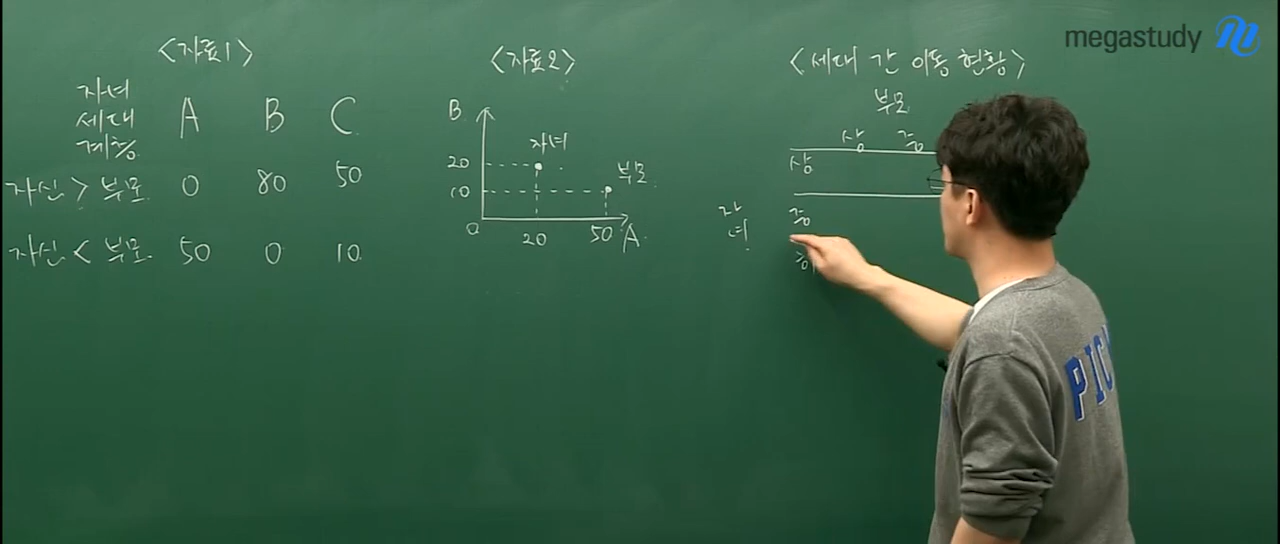 megastudy
<자료1>
자녀
세대
계층
A B C
자신 > 부모 0 80 50
자신 < 부모 50 0 10
<자료2>
B
20
10
0
20 50 A
자녀
부모
<세대 간 이동 현황>
부모
상 중
상
자
녀
중
하
PIC